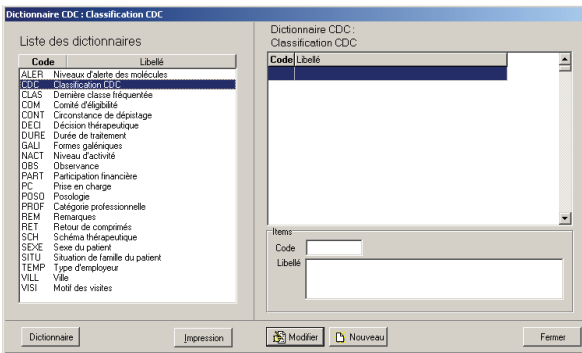 Dictionnaire CDC : Classification CDC
Liste des dictionnaires
Code Libellé
ALER Niveaux d'alerte des molécules
CDC Classification CDC
CLAS Dernière classe fréquentée
COM Comité d'éligibilité
CONT Circonstance de dépistage
DECI Décision thérapeutique
DURE Durée de traitement
GALI Formes galéniques
NACT Niveau d'activité
OBS Observance
PART Participation financière
PC Prise en charge
POSO Posologie
PROF Catégorie professionnelle
REM Remarques
RET Retour de comprimés
SCH Schéma thérapeutique
SEXE Sexe du patient
SITU Situation de famille du patient
TEMP Type d'employeur
VILL Ville
VISI Motif des visites
Dictionnaire CDC :
Classification CDC
Code Libellé
Items
Code
Libellé
Dictionnaire Impression Modifier Nouveau Fermer